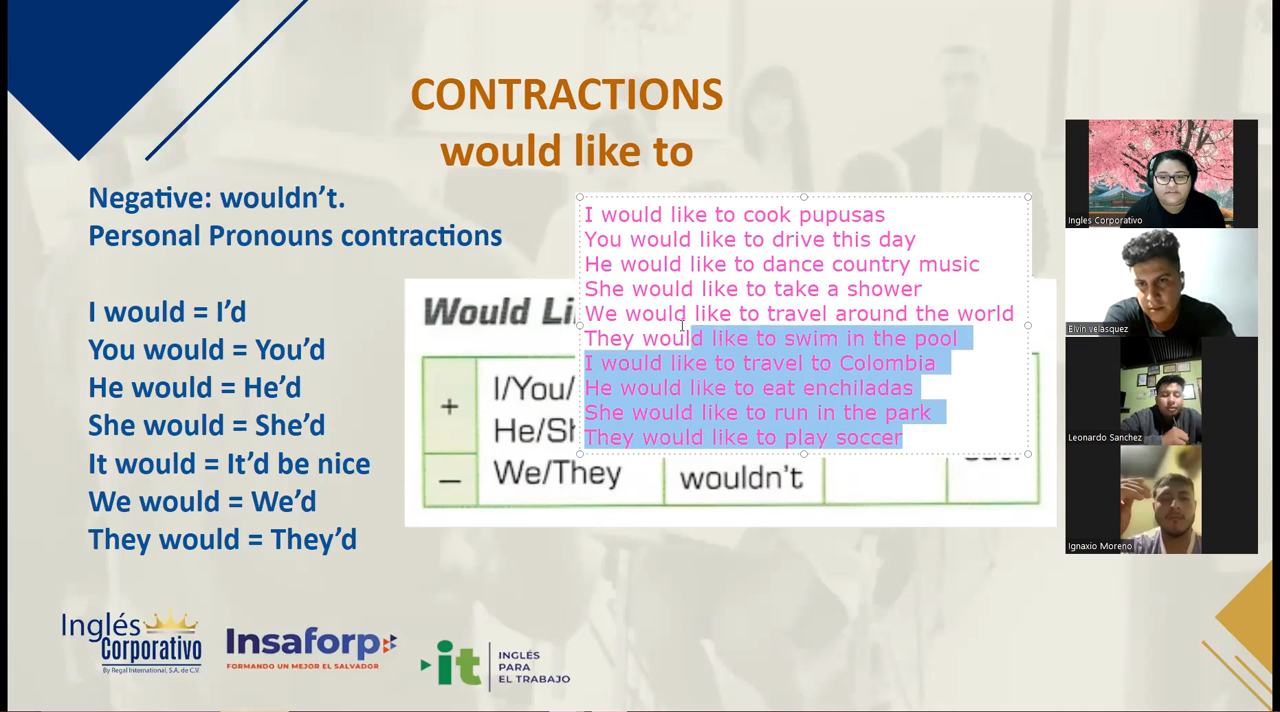 CONTRACTIONS
would like to
Negative: wouldn't.
Personal Pronouns contractions
I would = I'd
You would = You'd
He would = He'd
She would = She'd
It would = It'd be nice
We would = We'd
They would = They'd
I would like to cook pupusas
You would like to drive this day
He would like to dance country music
She would like to take a shower
We would like to travel around the world
They would like to swim in the pool
I would like to travel to Colombia
He would like to eat enchiladas
She would like to run in the park
They would like to play soccer
Would
+
I/You/
We/They
–
wouldn't
Ingles Corporativo
Elvin velasquez
Leonardo Sanchez
Ignaxio Moreno
Inglés
Corporativo
By Regal International, S.A. de C.V.
Insaforp
FORMANDO UN MEJOR EL SALVADOR
it
INGLÉS
PARA
EL TRABAJO